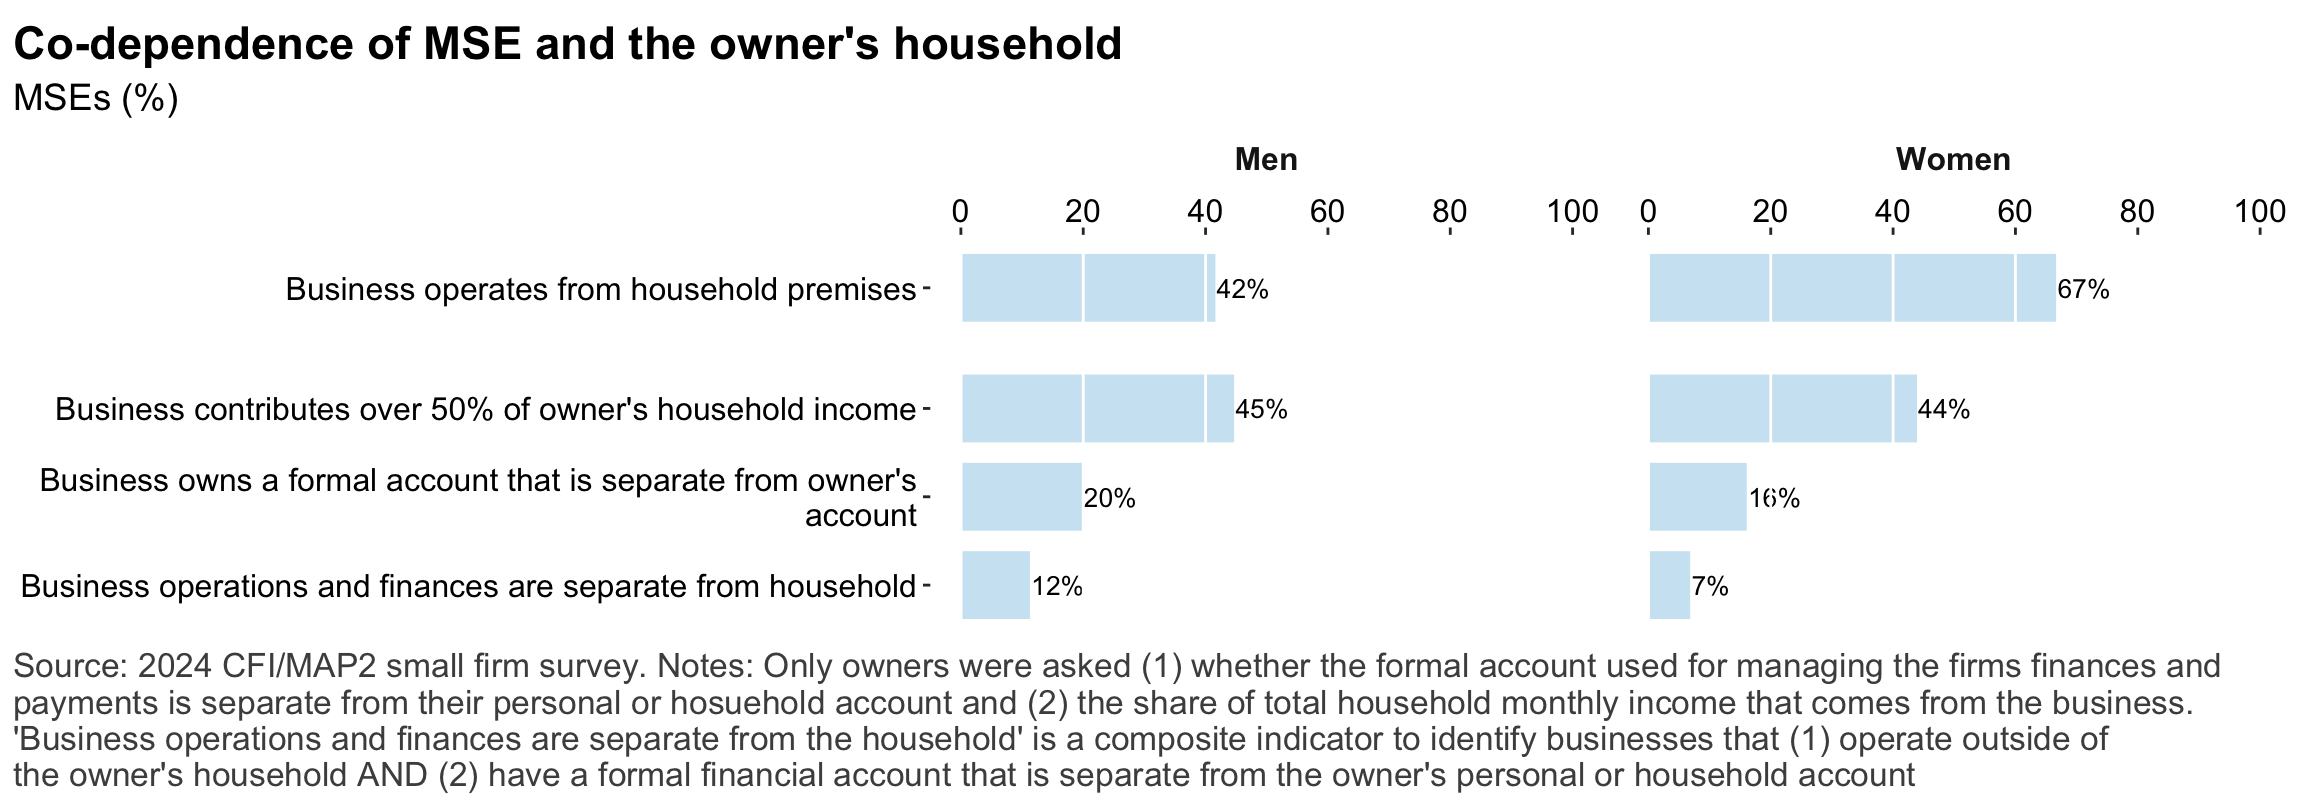 Co-dependence of MSE and the owner's household
MSEs (%)
Men
Women
0 20 40 60 80 100
0 20 40 60 80 100
Business operates from household premises
42%
67%
Business contributes over 50% of owner's household income
45%
44%
Business owns a formal account that is separate from owner's
account
20%
16%
Business operations and finances are separate from household
12%
7%
Source: 2024 CFI/MAP2 small firm survey. Notes: Only owners were asked (1) whether the formal account used for managing the firms finances and
payments is separate from their personal or hosuehold account and (2) the share of total household monthly income that comes from the business.
'Business operations and finances are separate from the household' is a composite indicator to identify businesses that (1) operate outside of
the owner's household AND (2) have a formal financial account that is separate from the owner's personal or household account